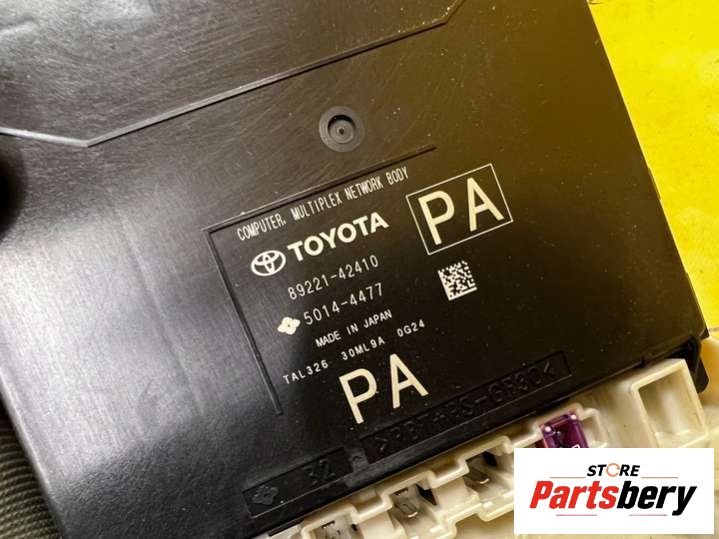 COMPUTER, MULTIPLEX NETWORK BODY
PA
TOYOTA
89221-42410
5014-4477
MADE IN JAPAN
TAL326 30ML9A 0G24
PA
32
STORE
Partsbery